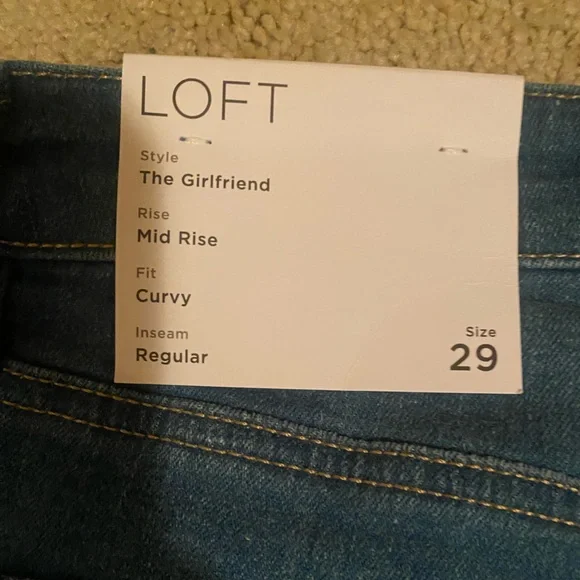 LOFT
Style
The Girlfriend
Rise
Mid Rise
Fit
Curvy
Inseam
Regular
Size
29